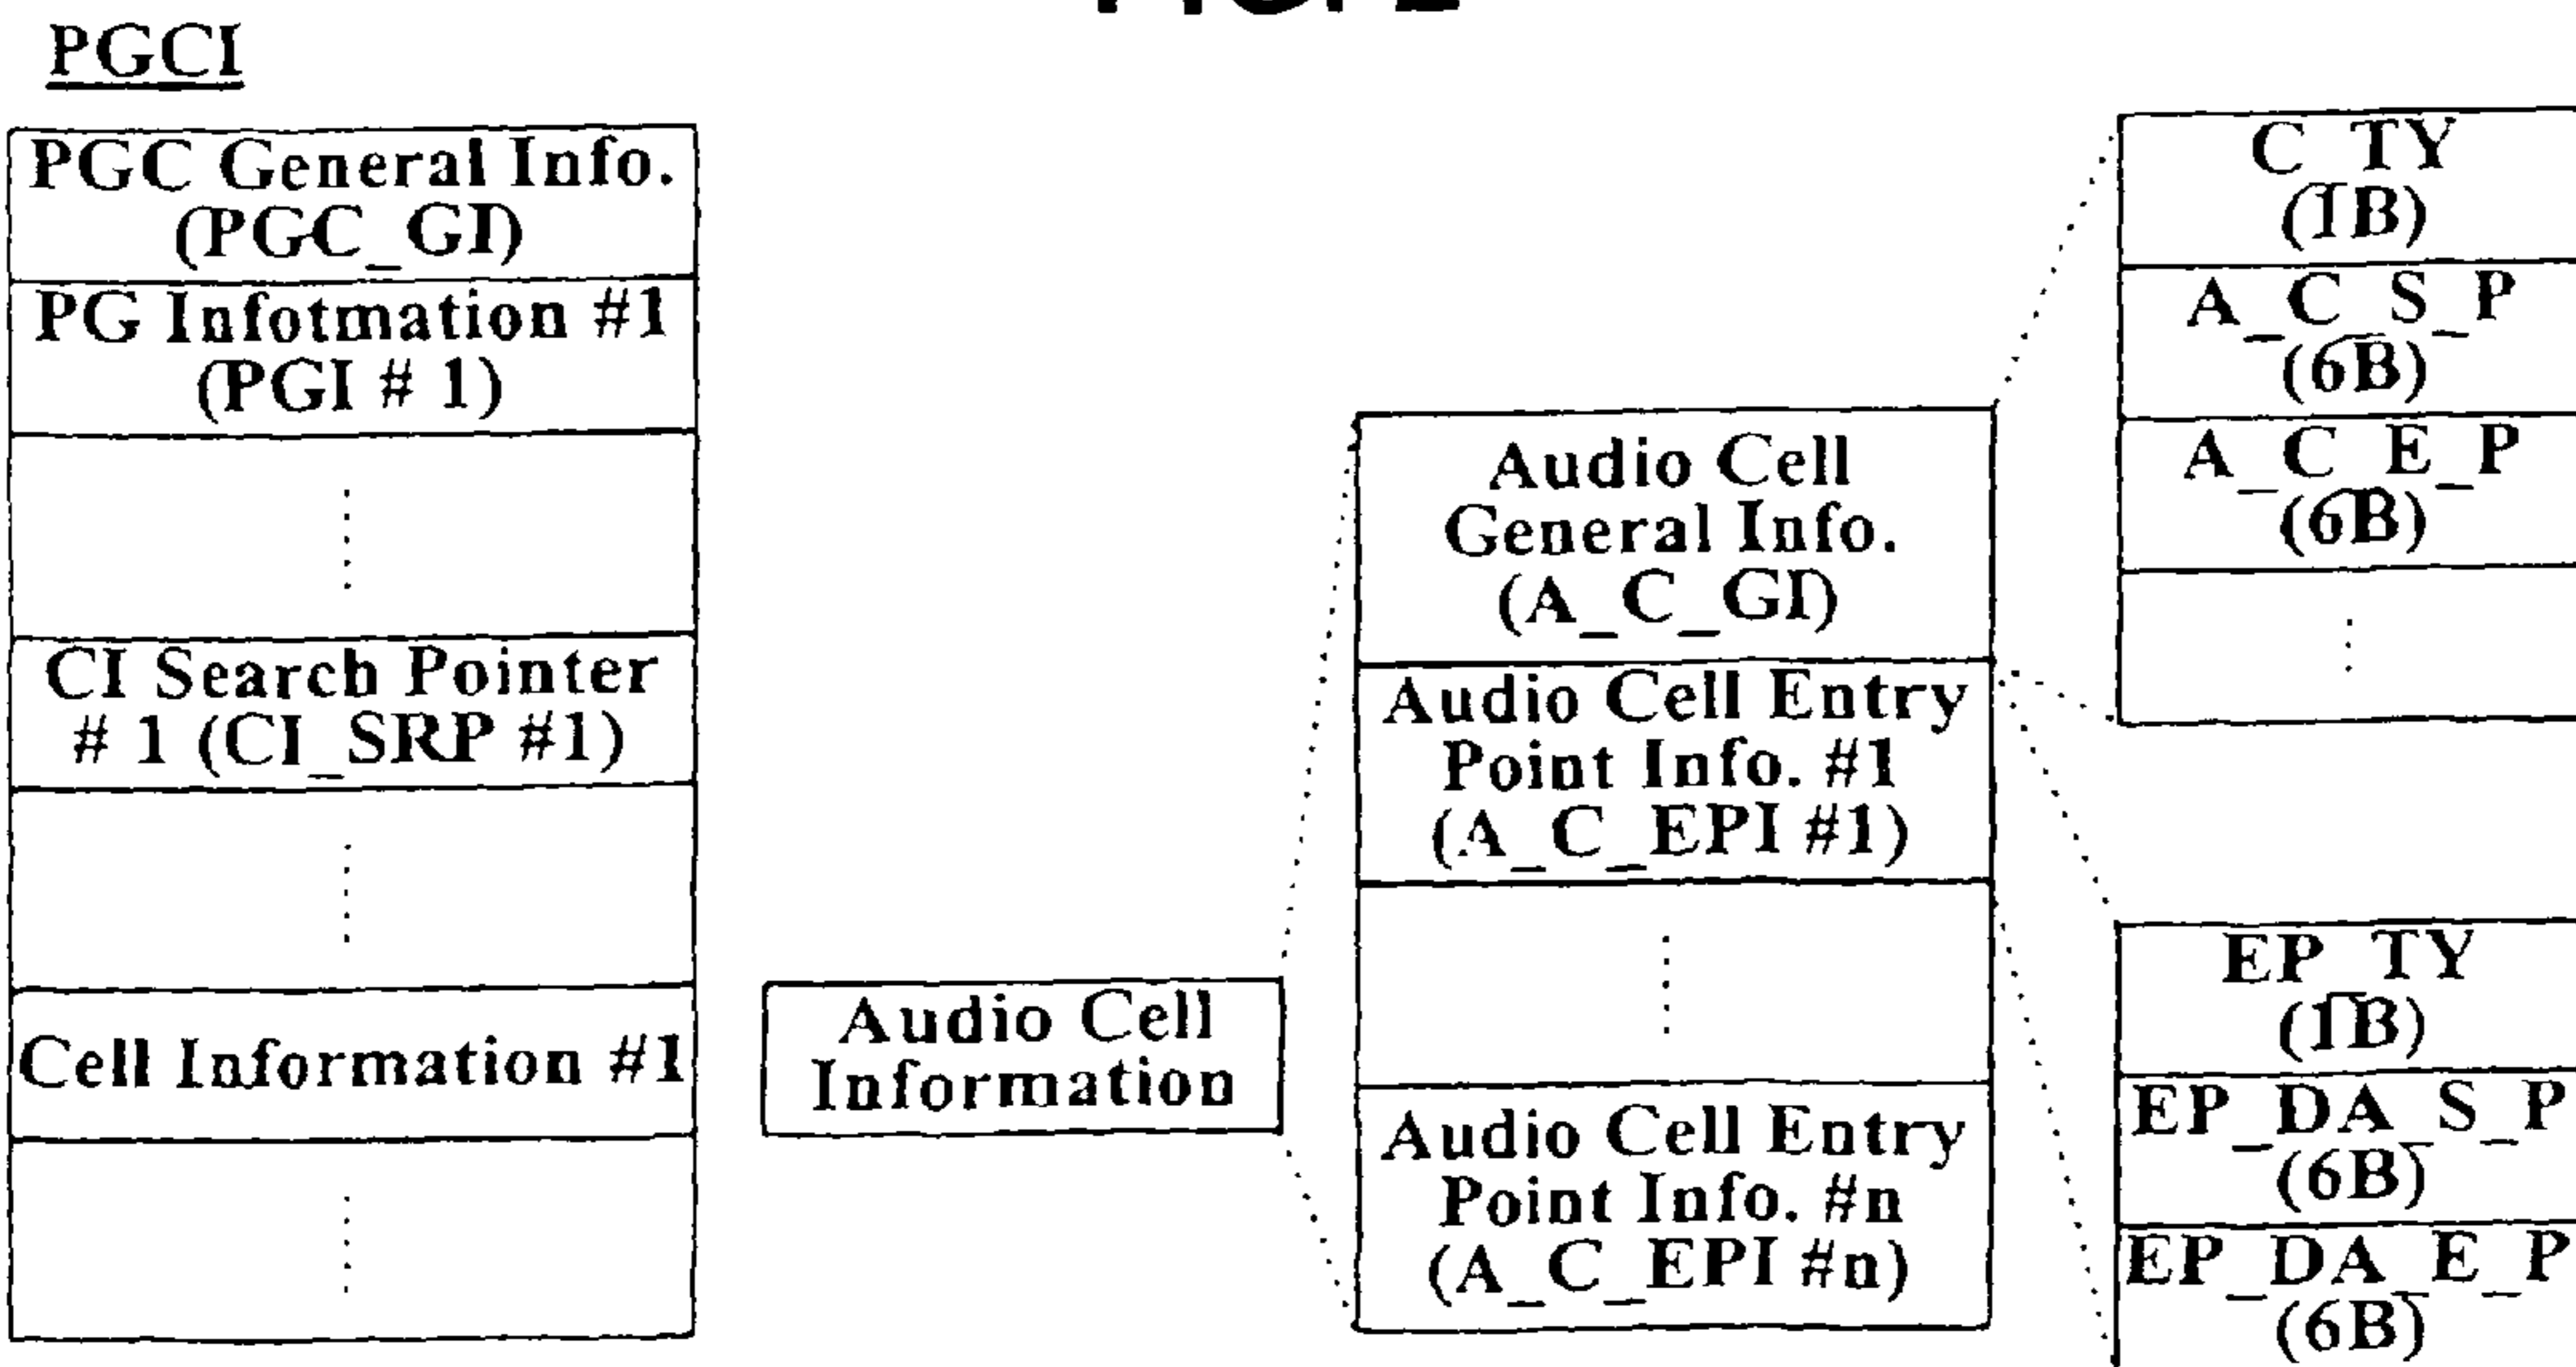 PGCI
PGC General Info.
(PGC_GI)
PG Infotmation #1
(PGI # 1)
CI Search Pointer
# 1 (CI_SRP #1)
Cell Information #1
Audio Cell
Information
Audio Cell
General Info.
(A_C_GI)
Audio Cell Entry
Point Info. #1
(A_C_EPI #1)
Audio Cell Entry
Point Info. #n
(A_C_EPI #n)
C_TY
(1B)
A_C_S_P
(6B)
A_C_E_P
(6B)
EP_TY
(1B)
EP_DA_S_P
(6B)
EP_DA_E_P
(6B)